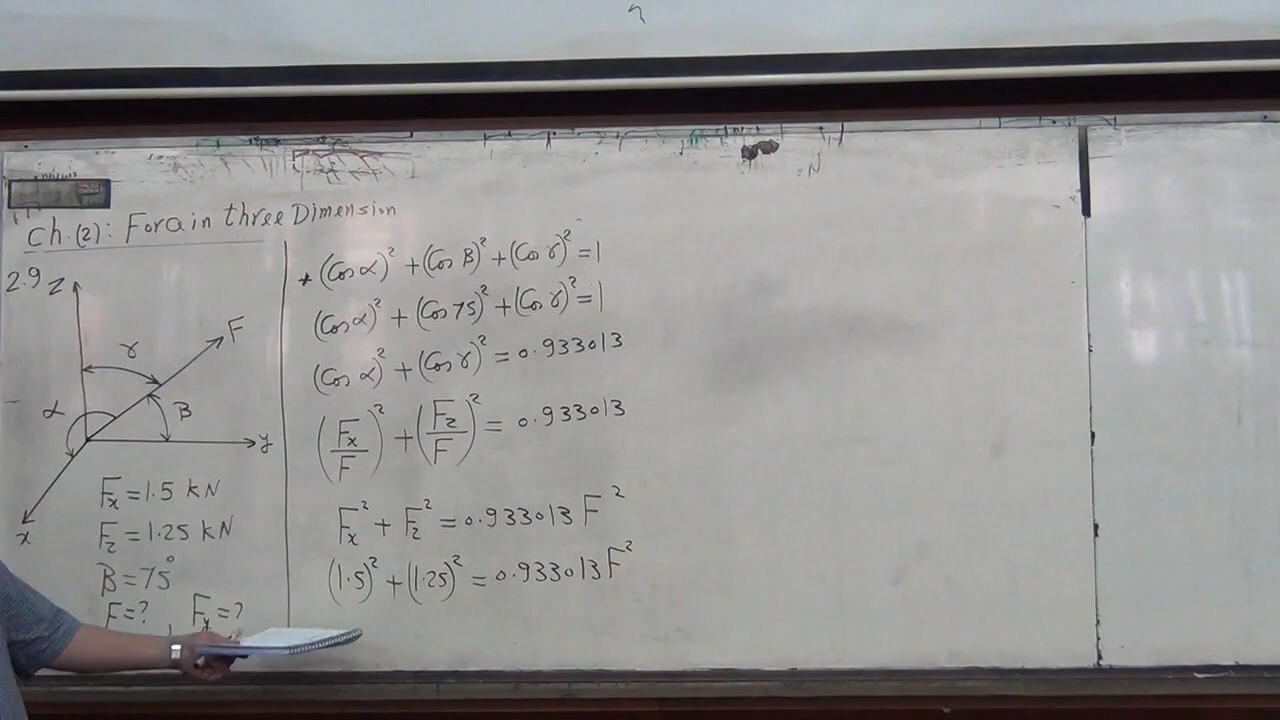 Ch.(2): Force in three Dimension
2.9
Z
F
γ
α
β
y
x
Fx = 1.5 kN
Fz = 1.25 kN
β = 75°
F = ? Fy = ?
* (Cos α)² + (Cos β)² + (Cos γ)² = 1
(Cos α)² + (Cos 75)² + (Cos γ)² = 1
(Cos α)² + (Cos γ)² = 0.933013
(Fx/F)² + (Fz/F)² = 0.933013
Fx² + Fz² = 0.933013 F²
(1.5)² + (1.25)² = 0.933013 F²